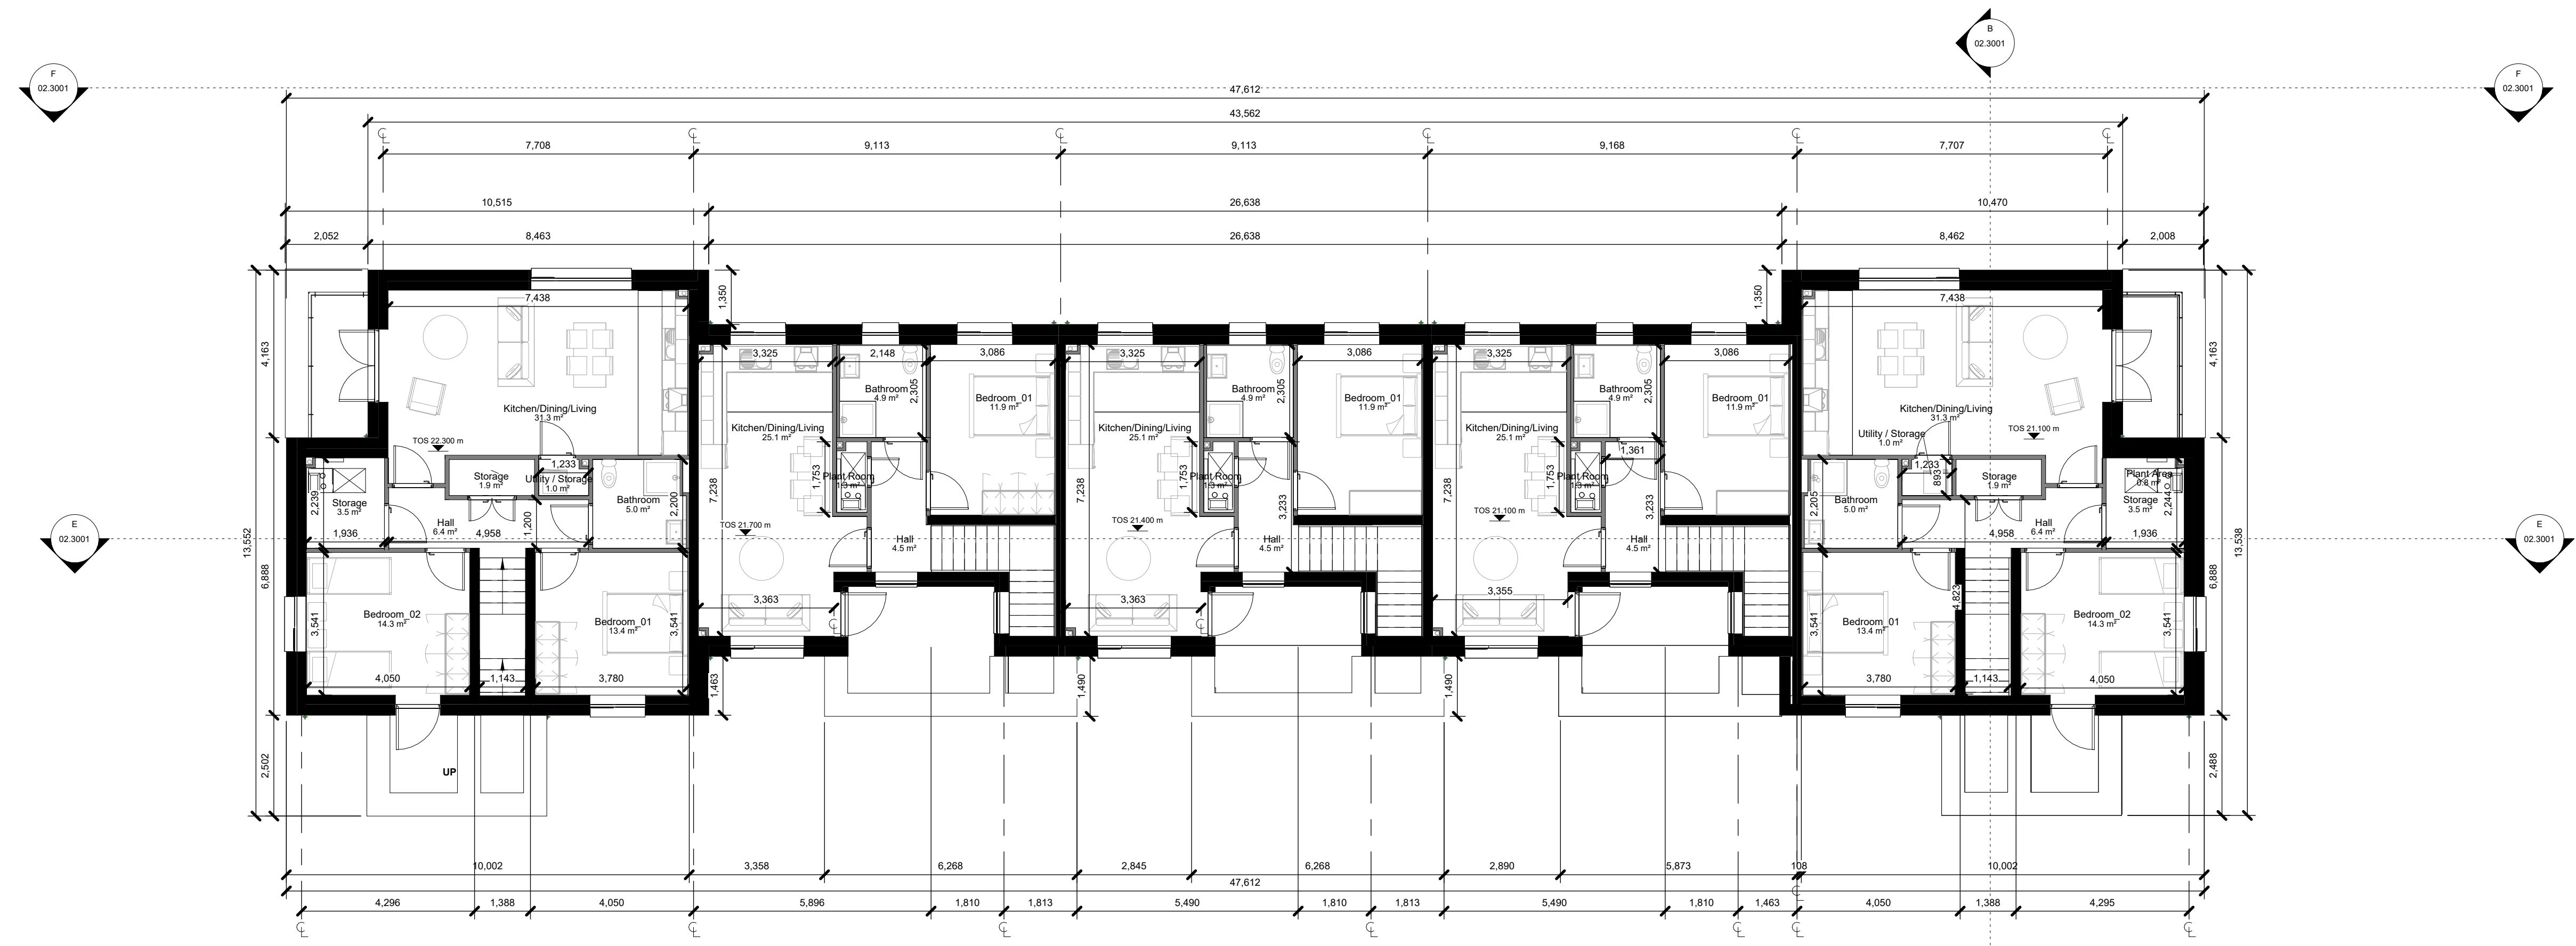 B
02.3001
F
02.3001
F
02.3001
47,612
43,562
7,708
9,113
9,113
9,168
7,707
10,515
26,638
10,470
2,052
8,463
26,638
8,462
2,008
1,350
1,350
7,438
7,438
4,163
4,163
3,325
2,148
3,086
3,325
3,086
3,325
3,086
Bathroom
4.9 m²
2,305
Bathroom
4.9 m²
2,305
Bathroom
4.9 m²
2,305
Bedroom_01
11.9 m²
Bedroom_01
11.9 m²
Bedroom_01
11.9 m²
Kitchen/Dining/Living
31.3 m²
Kitchen/Dining/Living
31.3 m²
Kitchen/Dining/Living
25.1 m²
Kitchen/Dining/Living
25.1 m²
Kitchen/Dining/Living
25.1 m²
TOS 22.300 m
TOS 21.100 m
Utility / Storage
1.0 m²
1,361
1,233
1,233
893
Storage
1.9 m²
Utility / Storage
1.0 m²
Storage
3.5 m²
2,239
Bathroom
5.0 m²
2,200
Plant Room
1.3 m²
1,753
Plant Room
1.3 m²
1,753
Plant Room
1.3 m²
1,753
7,238
7,238
7,238
3,233
3,233
Storage
1.9 m²
Plant Area
0.8 m²
Storage
3.5 m²
2,244
Bathroom
5.0 m²
2,205
TOS 21.700 m
TOS 21.400 m
TOS 21.100 m
Hall
6.4 m²
4,958
1,200
1,936
Hall
4.5 m²
Hall
4.5 m²
Hall
4.5 m²
Hall
6.4 m²
4,958
1,936
E
02.3001
E
02.3001
13,552
6,888
6,888
13,538
Bedroom_02
14.3 m²
3,541
Bedroom_01
13.4 m²
3,541
3,363
3,363
3,355
Bedroom_01
13.4 m²
3,541
4,823
Bedroom_02
14.3 m²
3,541
4,050
1,143
3,780
1,463
1,490
1,490
3,780
1,143
4,050
2,502
UP
2,488
10,002
3,358
6,268
2,845
6,268
2,890
5,873
108
10,002
47,612
4,296
1,388
4,050
5,896
1,810
1,813
5,490
1,810
1,813
5,490
1,810
1,463
4,050
1,388
4,295